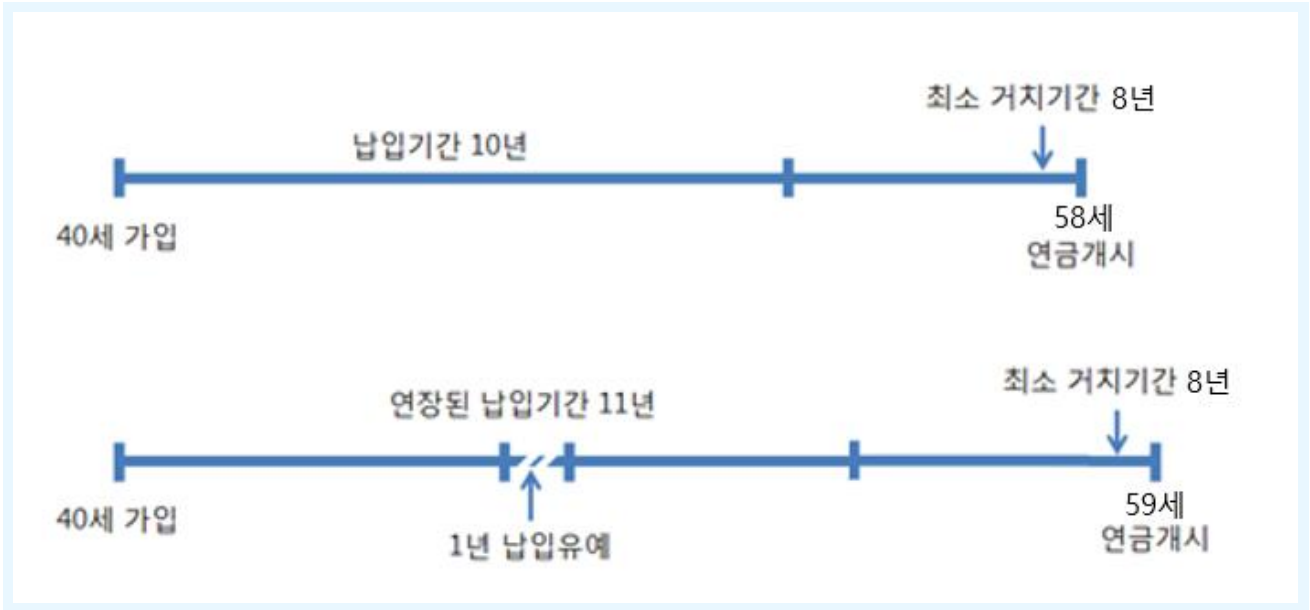 최소 거치기간 8년
납입기간 10년
40세 가입
58세
연금개시
최소 거치기간 8년
연장된 납입기간 11년
40세 가입
1년 납입유예
59세
연금개시